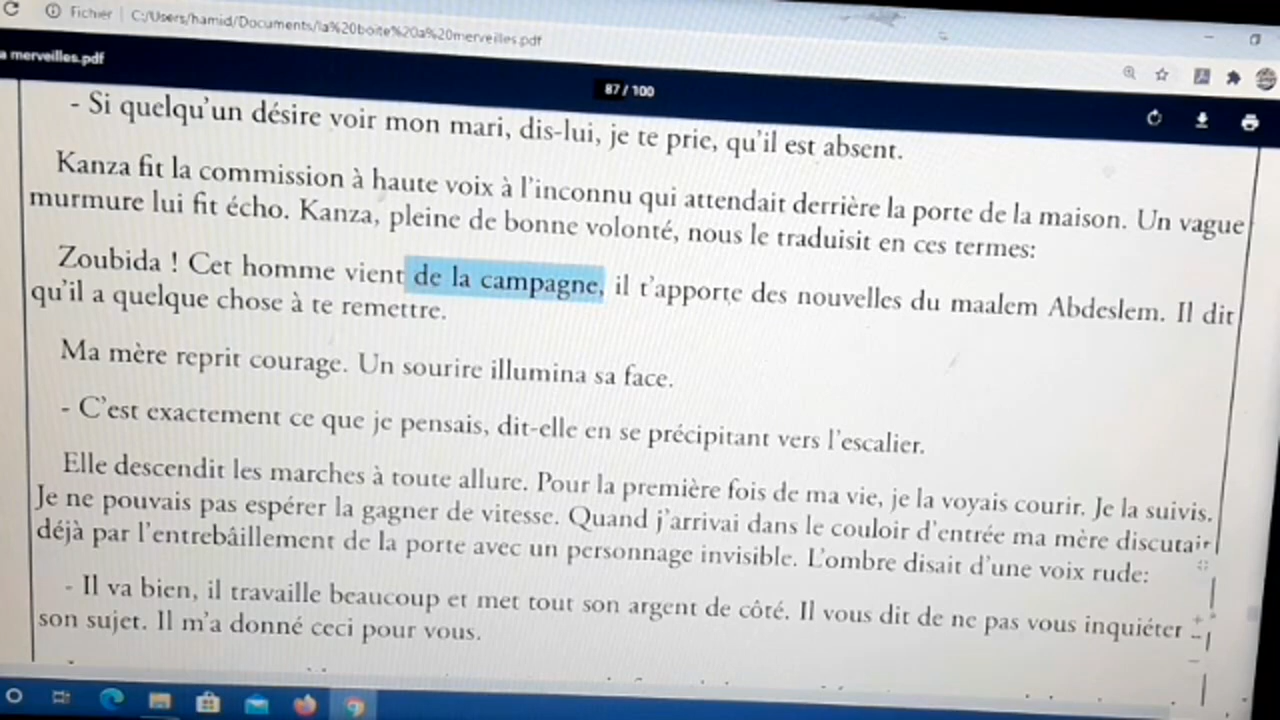 Fichier | C:/Users/hamid/Documents/la%20boite%20a%20merveilles.pdf
a merveilles.pdf
87 / 100
- Si quelqu'un désire voir mon mari, dis-lui, je te prie, qu'il est absent.
Kanza fit la commission à haute voix à l'inconnu qui attendait derrière la porte de la maison. Un vague
murmure lui fit écho. Kanza, pleine de bonne volonté, nous le traduisit en ces termes:
Zoubida ! Cet homme vient de la campagne, il t'apporte des nouvelles du maalem Abdeslem. Il dit
qu'il a quelque chose à te remettre.
Ma mère reprit courage. Un sourire illumina sa face.
- C'est exactement ce que je pensais, dit-elle en se précipitant vers l'escalier.
Elle descendit les marches à toute allure. Pour la première fois de ma vie, je la voyais courir. Je la suivis.
Je ne pouvais pas espérer la gagner de vitesse. Quand j'arrivai dans le couloir d'entrée ma mère discutait
déjà par l'entrebâillement de la porte avec un personnage invisible. L'ombre disait d'une voix rude:
- Il va bien, il travaille beaucoup et met tout son argent de côté. Il vous dit de ne pas vous inquiéter
son sujet. Il m'a donné ceci pour vous.